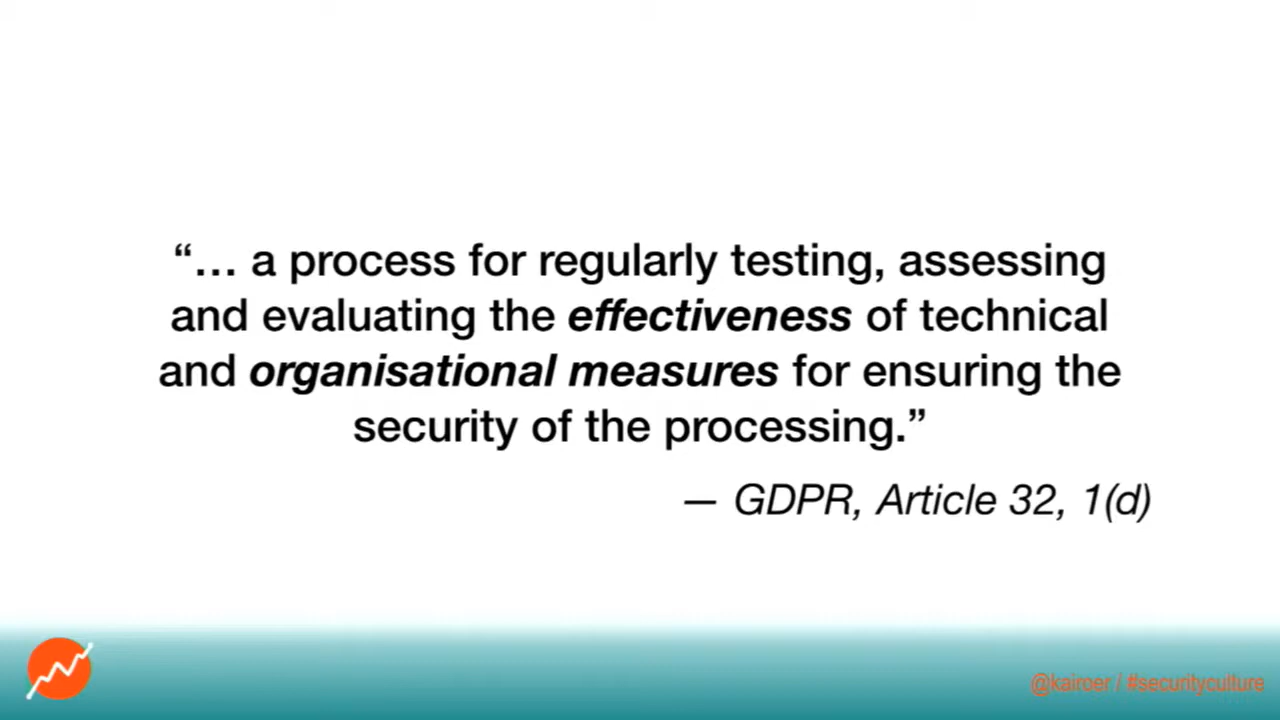 “… a process for regularly testing, assessing
and evaluating the effectiveness of technical
and organisational measures for ensuring the
security of the processing.”
— GDPR, Article 32, 1(d)
@kairoer / #securityculture